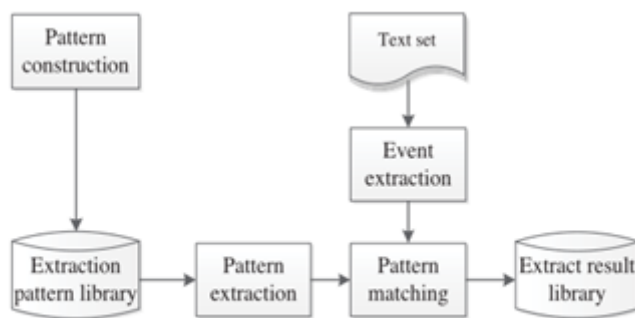 Pattern
construction
Text set
Event
extraction
Extraction
pattern library
Pattern
extraction
Pattern
matching
Extract result
library